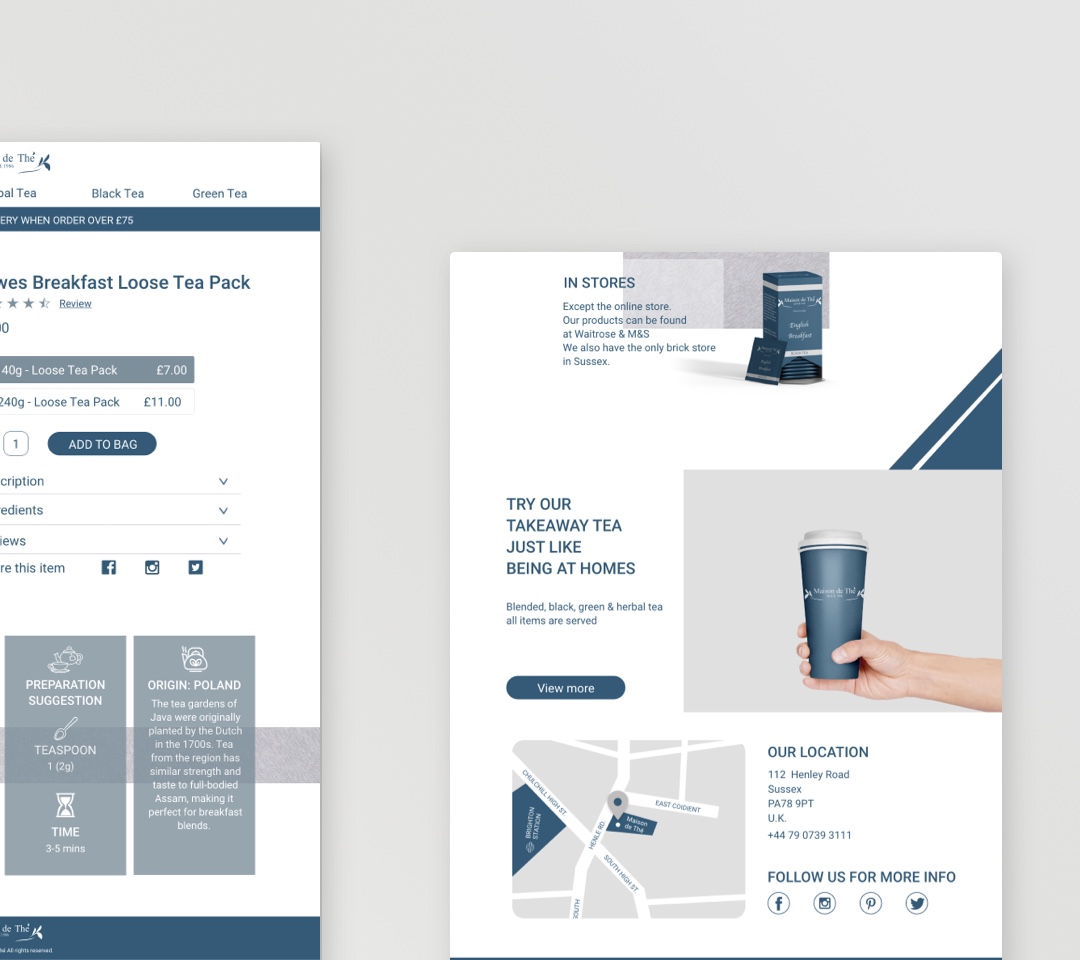 de Thé
bal Tea
Black Tea
Green Tea
ERY WHEN ORDER OVER £75
wes Breakfast Loose Tea Pack
Review
00
40g - Loose Tea Pack £7.00
240g - Loose Tea Pack £11.00
1
ADD TO BAG
cription
redients
iews
re this item
PREPARATION
SUGGESTION
TEASPOON
1 (2g)
TIME
3-5 mins
ORIGIN: POLAND
The tea gardens of
Java were originally
planted by the Dutch
in the 1700s. Tea
from the region has
similar strength and
taste to full-bodied
Assam, making it
perfect for breakfast
blends.
de Thé
All rights reserved.
IN STORES
Except the online store.
Our products can be found
at Waitrose & M&S
We also have the only brick store
in Sussex.
Maison de Thé
English
Breakfast
TRY OUR
TAKEAWAY TEA
JUST LIKE
BEING AT HOMES
Blended, black, green & herbal tea
all items are served
View more
Maison de Thé
CHULCHILL HIGH ST.
BRIGHTON
STATION
HENLE RD.
EAST COIDIENT
Maison
de Thé
SOUTH HIGH ST.
SOUTH
OUR LOCATION
112 Henley Road
Sussex
PA78 9PT
U.K.
+44 79 0739 3111
FOLLOW US FOR MORE INFO